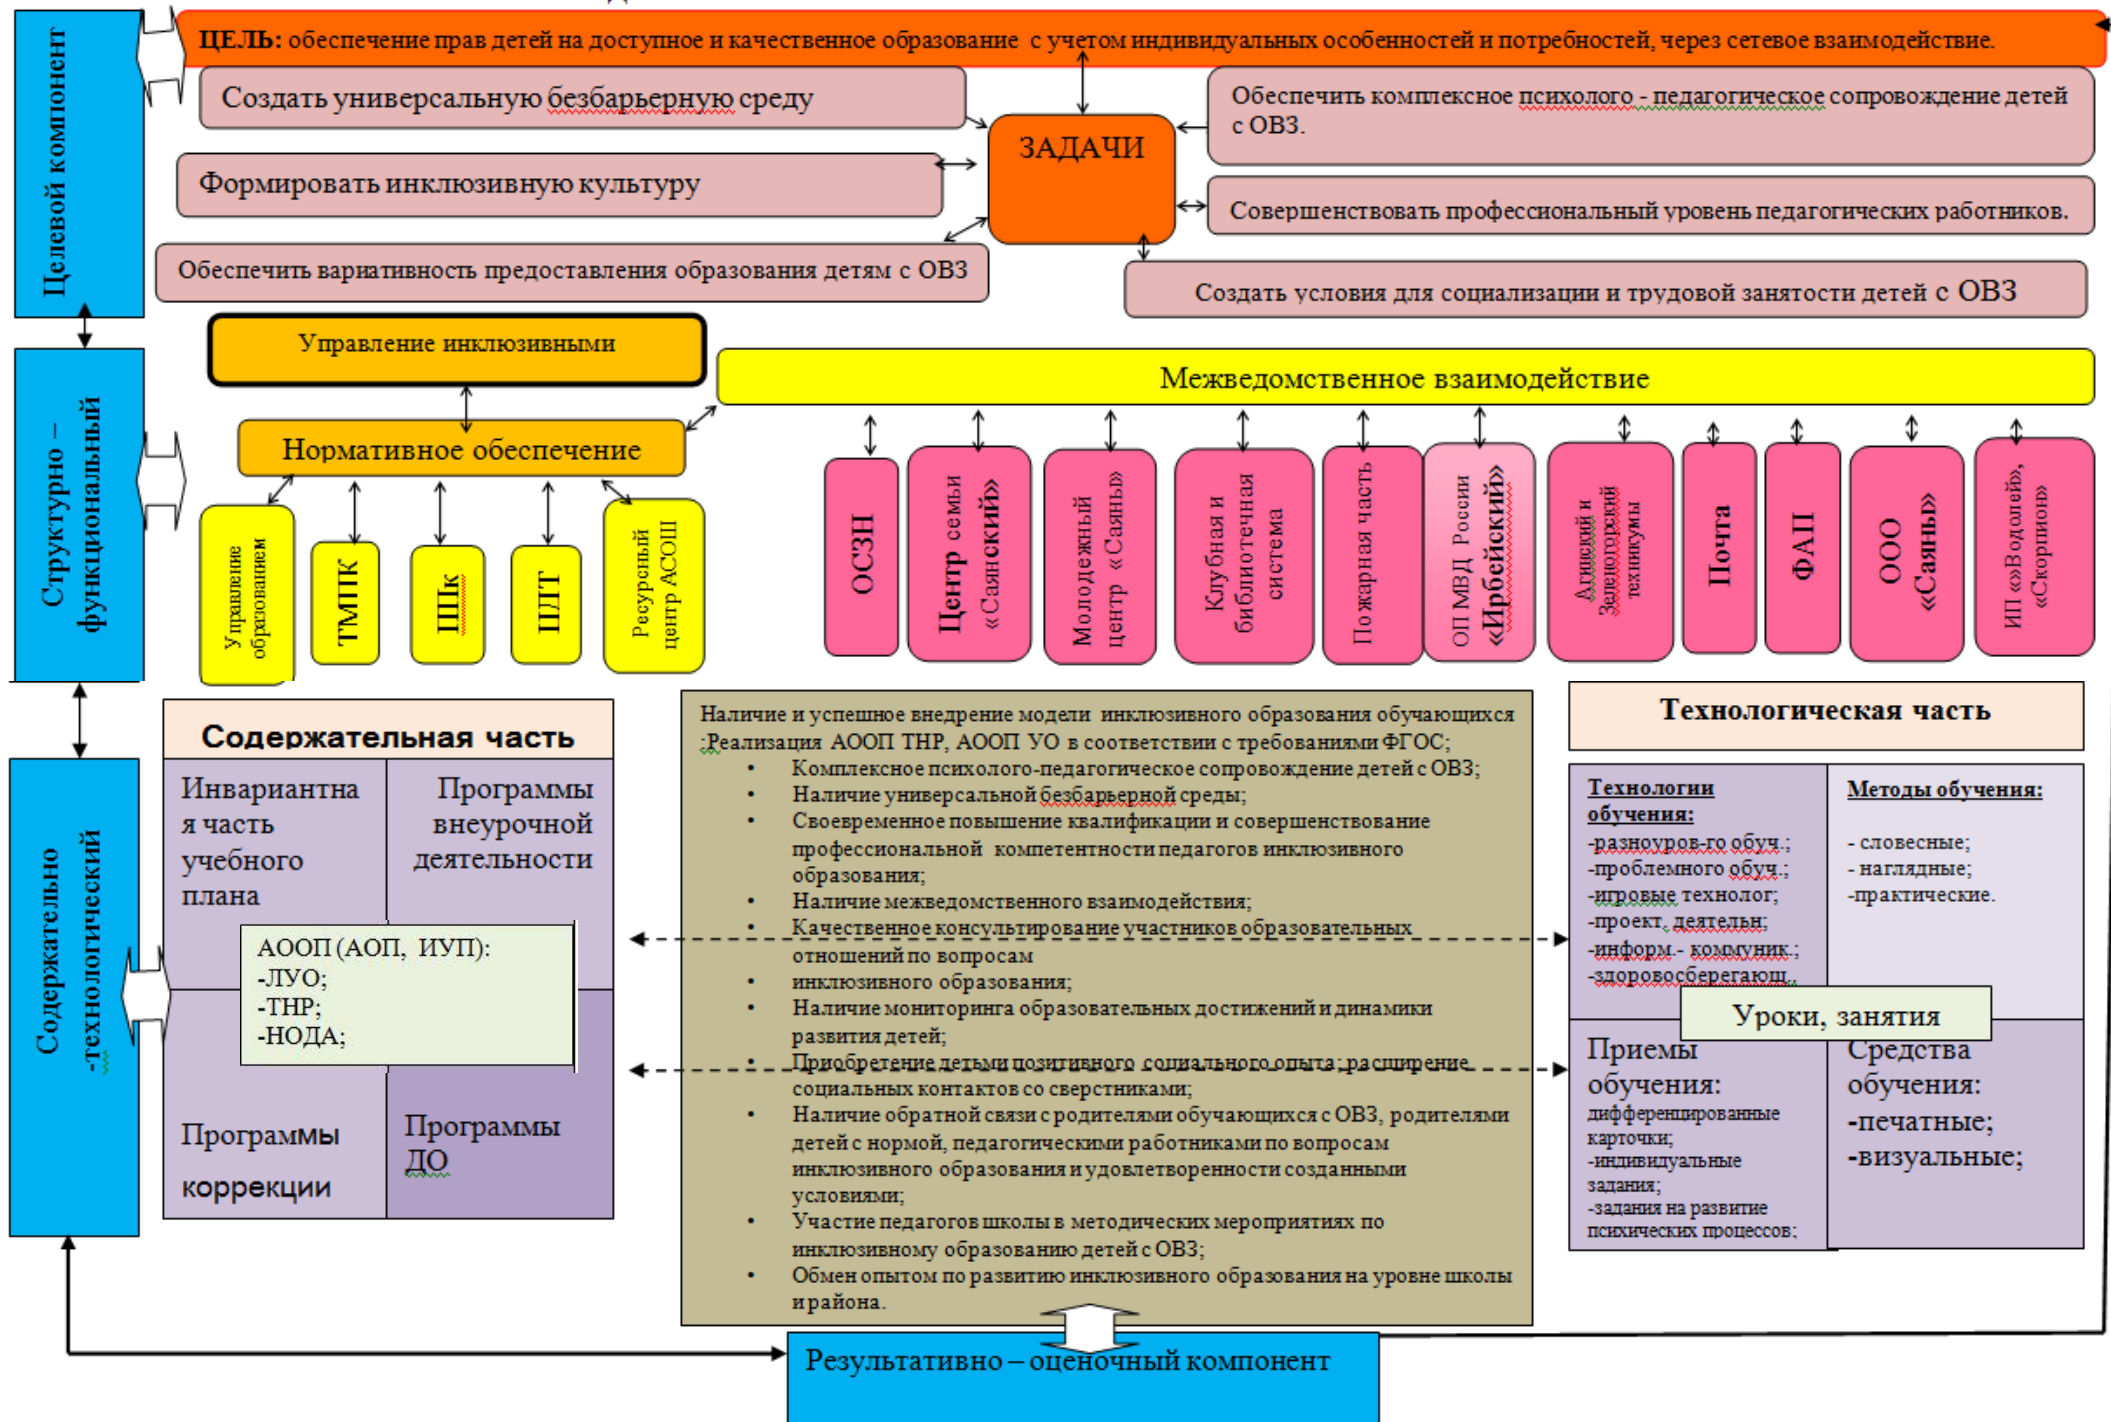 Целевой компонент
ЦЕЛЬ: обеспечение прав детей на доступное и качественное образование с учетом индивидуальных особенностей и потребностей, через сетевое взаимодействие.
Создать универсальную безбарьерную среду
Обеспечить комплексное психолого - педагогическое сопровождение детей
с ОВЗ.
ЗАДАЧИ
Формировать инклюзивную культуру
Совершенствовать профессиональный уровень педагогических работников.
Обеспечить вариативность предоставления образования детям с ОВЗ
Создать условия для социализации и трудовой занятости детей с ОВЗ
Структурно –
функциональный
Управление инклюзивными
Межведомственное взаимодействие
Нормативное обеспечение
Управление
образованием
ТМПК
ШПк
ПЛТ
Ресурсный
центр АСОШ
ОСЗН
Центр семьи
«Саянский»
Молодежный
центр «Саяны»
Клубная и
библиотечная
система
Пожарная часть
ОП МВД России
«Ирбейский»
Агинский и
Зеленогорский
техникумы
Почта
ФАП
ООО
«Саяны»
ИП «»Водолей»,
«Скорпион»
Содержательно
-технологический
Содержательная часть
Инвариантна
я часть
учебного
плана
Программы
внеурочной
деятельности
АООП (АОП, ИУП):
-ЛУО;
-ТНР;
-НОДА;
Программы
коррекции
Программы
ДО
Наличие и успешное внедрение модели инклюзивного образования обучающихся
;Реализация АООП ТНР, АООП УО в соответствии с требованиями ФГОС;
• Комплексное психолого-педагогическое сопровождение детей с ОВЗ;
• Наличие универсальной безбарьерной среды;
• Своевременное повышение квалификации и совершенствование
профессиональной компетентности педагогов инклюзивного
образования;
• Наличие межведомственного взаимодействия;
• Качественное консультирование участников образовательных
отношений по вопросам
• инклюзивного образования;
• Наличие мониторинга образовательных достижений и динамики
развития детей;
• Приобретение детьми позитивного социального опыта; расширение
социальных контактов со сверстниками;
• Наличие обратной связи с родителями обучающихся с ОВЗ, родителями
детей с нормой, педагогическими работниками по вопросам
инклюзивного образования и удовлетворенности созданными
условиями;
• Участие педагогов школы в методических мероприятиях по
инклюзивному образованию детей с ОВЗ;
• Обмен опытом по развитию инклюзивного образования на уровне школы
и района.
Технологическая часть
Технологии
обучения:
-разноуров-го обуч.;
-проблемного обуч.;
-игровые технолог;
-проект, деятельн;
-информ.- коммуник.;
-здоровосберегающ..
Методы обучения:
- словесные;
- наглядные;
-практические.
Уроки, занятия
Приемы
обучения:
дифференцированные
карточки;
-индивидуальные
задания;
-задания на развитие
психических процессов;
Средства
обучения:
-печатные;
-визуальные;
Результативно – оценочный компонент